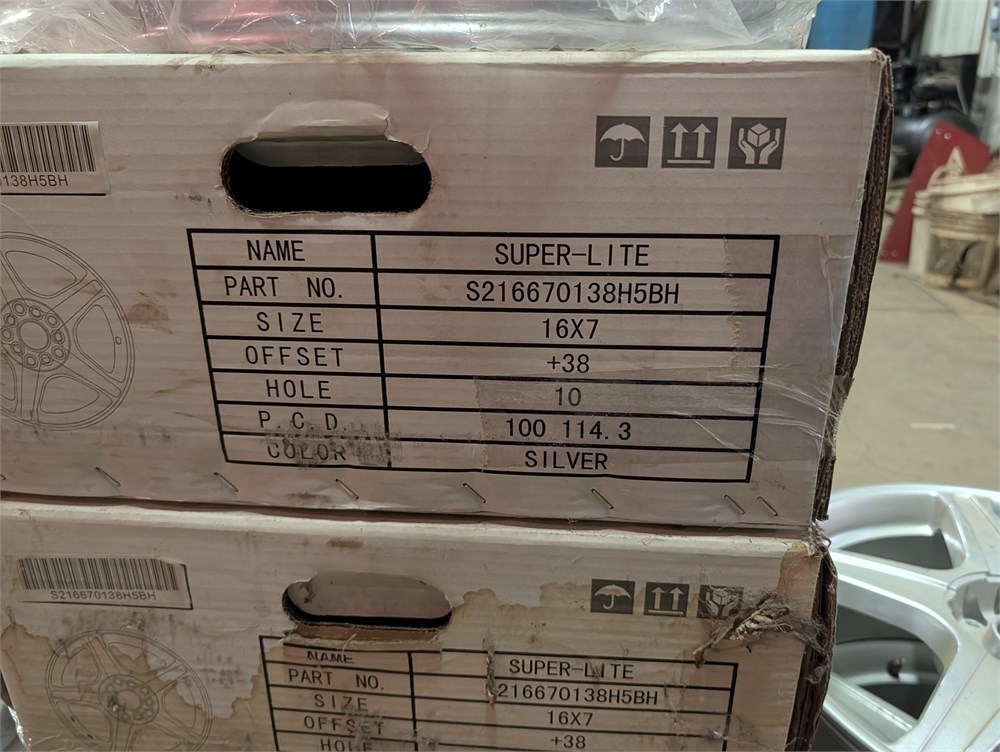 138H5BH
NAME SUPER-LITE
PART NO. S216670138H5BH
SIZE 16X7
OFFSET +38
HOLE 10
P.C.D. 100 114.3
COLOR SILVER
S216670138H5BH
NAME SUPER-LITE
PART NO. 216670138H5BH
SIZE 16X7
OFFSET +38
HOLE